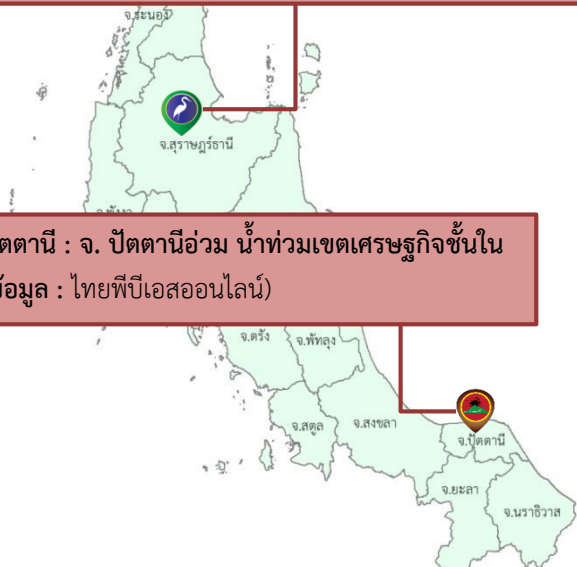 จ.ระนอง
จ.สุราษฎร์ธานี
ตตานี : จ. ปัตตานีอ่วม น้ำท่วมเขตเศรษฐกิจชั้นใน
ข้อมูล : ไทยพีบีเอสออนไลน์)
จ.ตรัง
จ.พัทลุง
จ.สตูล
จ.สงขลา
จ.ปัตตานี
จ.ยะลา
จ.นราธิวาส